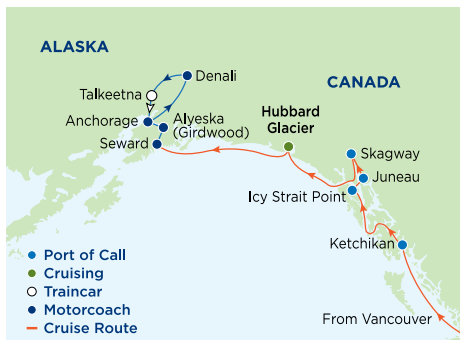 ALASKA
Denali
CANADA
Talkeetna
Anchorage
Alyeska
(Girdwood)
Hubbard
Glacier
Seward
Skagway
Juneau
Icy Strait Point
Ketchikan
Port of Call
Cruising
Traincar
Motorcoach
Cruise Route
From Vancouver